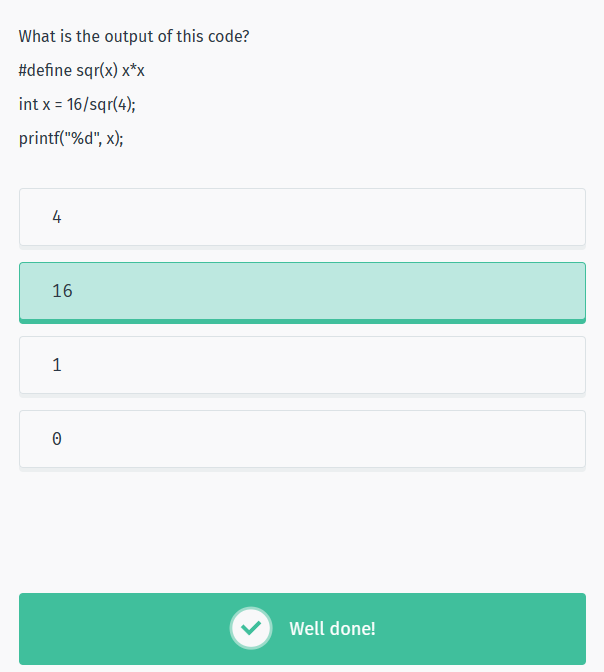 What is the output of this code?
#define sqr(x) x*x
int x = 16/sqr(4);
printf("%d", x);
4
16
1
0
Well done!